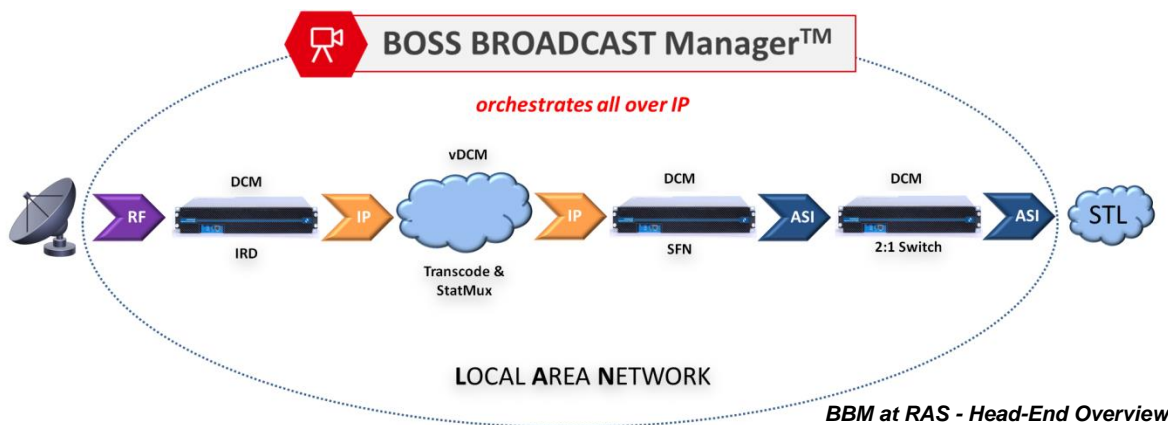 BOSS BROADCAST Manager™
orchestrates all over IP
vDCM
DCM
DCM
DCM
RF
IP
IP
ASI
ASI
STL
IRD
SFN
2:1 Switch
Transcode &
StatMux
LOCAL AREA NETWORK
BBM at RAS - Head-End Overview